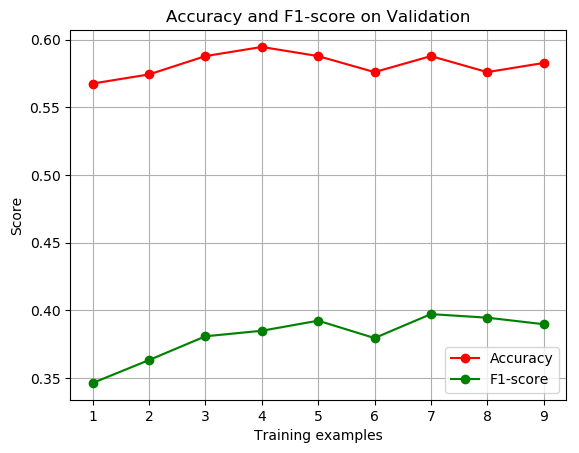 Accuracy and F1-score on Validation
0.60
0.55
0.50
0.45
0.40
0.35
Score
1 2 3 4 5 6 7 8 9
Training examples
Accuracy
F1-score